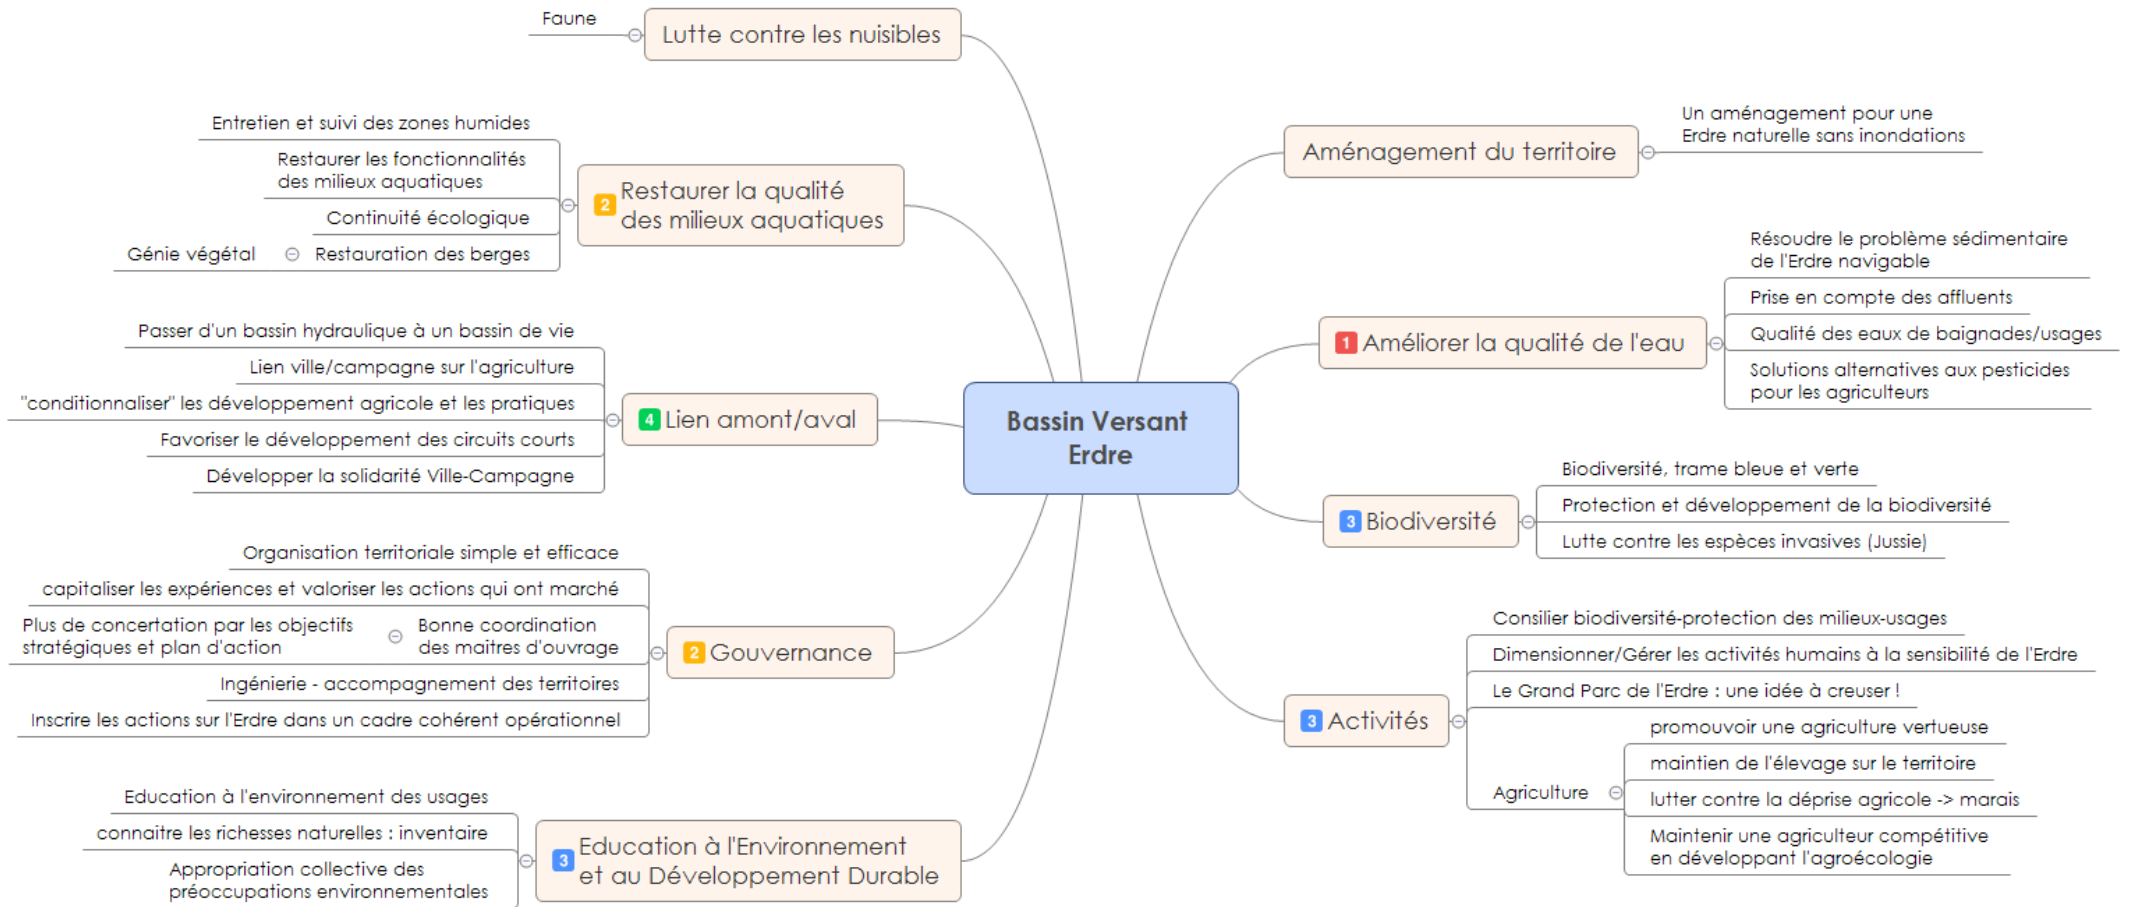 Bassin Versant
Erdre
Aménagement du territoire
Un aménagement pour une
Erdre naturelle sans inondations
1 Améliorer la qualité de l'eau
Résoudre le problème sédimentaire
de l'Erdre navigable
Prise en compte des affluents
Qualité des eaux de baignades/usages
Solutions alternatives aux pesticides
pour les agriculteurs
3 Biodiversité
Biodiversité, trame bleue et verte
Protection et développement de la biodiversité
Lutte contre les espèces invasives (Jussie)
3 Activités
Consilier biodiversité-protection des milieux-usages
Dimensionner/Gérer les activités humains à la sensibilité de l'Erdre
Le Grand Parc de l'Erdre : une idée à creuser !
Agriculture
promouvoir une agriculture vertueuse
maintien de l'élevage sur le territoire
lutter contre la déprise agricole -> marais
Maintenir une agriculteur compétitive
en développant l'agroécologie
Lutte contre les nuisibles
Faune
2 Restaurer la qualité
des milieux aquatiques
Entretien et suivi des zones humides
Restaurer les fonctionnalités
des milieux aquatiques
Continuité écologique
Restauration des berges
Génie végétal
4 Lien amont/aval
Passer d'un bassin hydraulique à un bassin de vie
Lien ville/campagne sur l'agriculture
"conditionnaliser" les développement agricole et les pratiques
Favoriser le développement des circuits courts
Développer la solidarité Ville-Campagne
2 Gouvernance
Organisation territoriale simple et efficace
capitaliser les expériences et valoriser les actions qui ont marché
Bonne coordination
des maitres d'ouvrage
Plus de concertation par les objectifs
stratégiques et plan d'action
Ingénierie - accompagnement des territoires
Inscrire les actions sur l'Erdre dans un cadre cohérent opérationnel
3 Education à l'Environnement
et au Développement Durable
Education à l'environnement des usages
connaitre les richesses naturelles : inventaire
Appropriation collective des
préoccupations environnementales